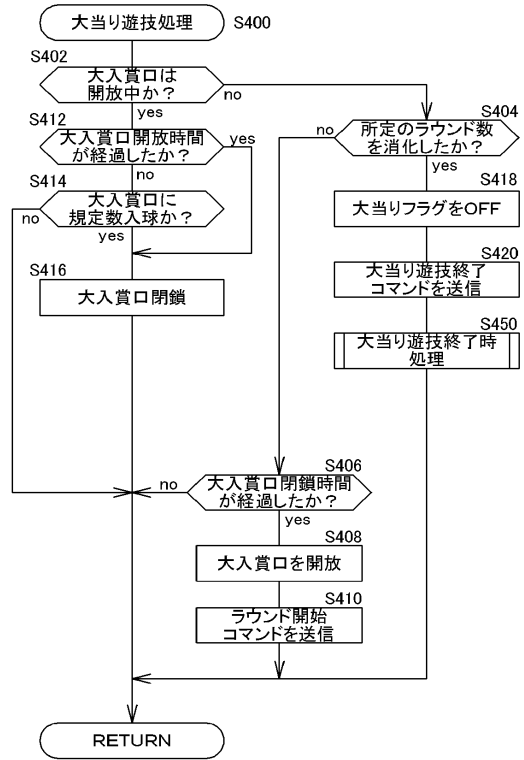 大当り遊技処理
S400
S402
大入賞口は
開放中か？
no
yes
S412
大入賞口開放時間
が経過したか？
yes
no
S414
大入賞口に
規定数入球か？
no
yes
S416
大入賞口閉鎖
S404
所定のラウンド数
を消化したか？
no
yes
S418
大当りフラグをOFF
S420
大当り遊技終了
コマンドを送信
S450
大当り遊技終了時
処理
S406
大入賞口閉鎖時間
が経過したか？
no
yes
S408
大入賞口を開放
S410
ラウンド開始
コマンドを送信
RETURN